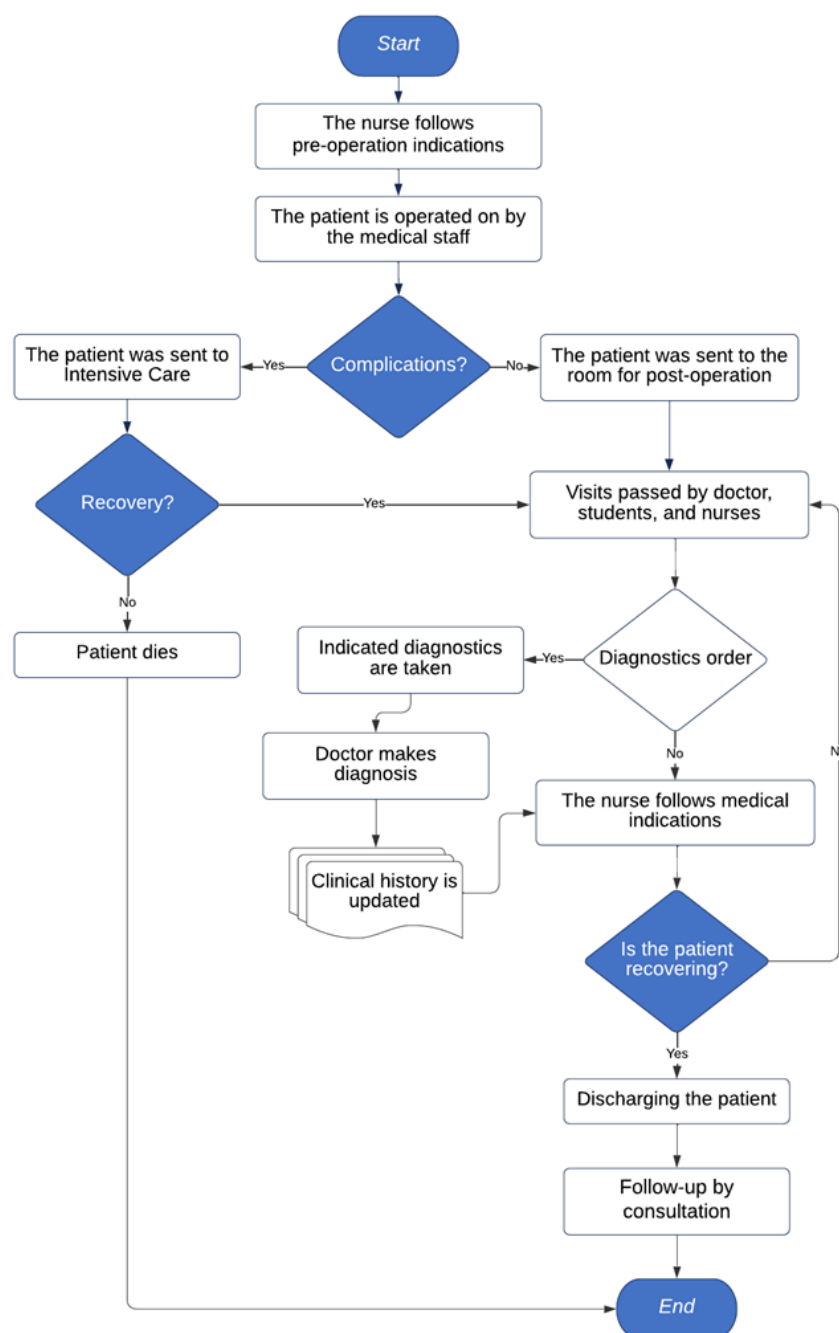 Start
The nurse follows
pre-operation indications
The patient is operated on by
the medical staff
Complications?
Yes
No
The patient was sent to
Intensive Care
The patient was sent to the
room for post-operation
Recovery?
Yes
Visits passed by doctor,
students, and nurses
No
Patient dies
Indicated diagnostics
are taken
Yes
Diagnostics order
Doctor makes
diagnosis
No
The nurse follows medical
indications
Clinical history is
updated
Is the patient
recovering?
Yes
Discharging the patient
Follow-up by
consultation
End